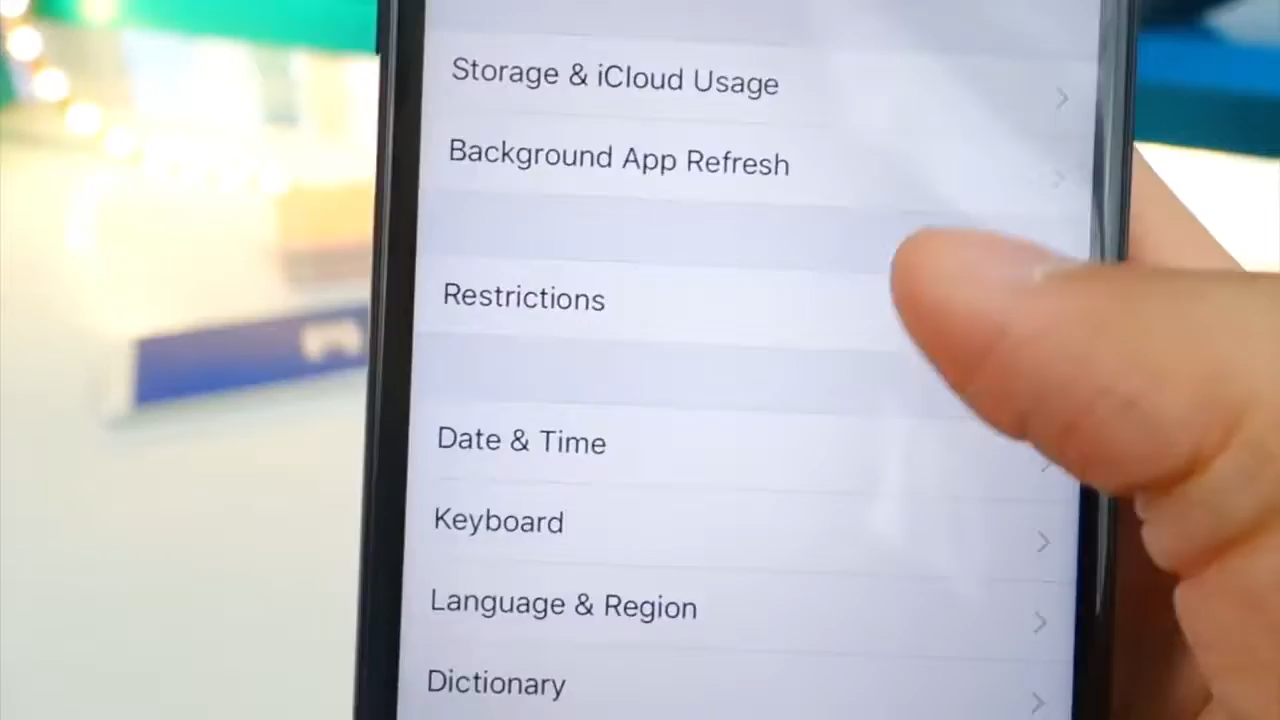 Storage & iCloud Usage
Background App Refresh
Restrictions
Date & Time
Keyboard
Language & Region
Dictionary